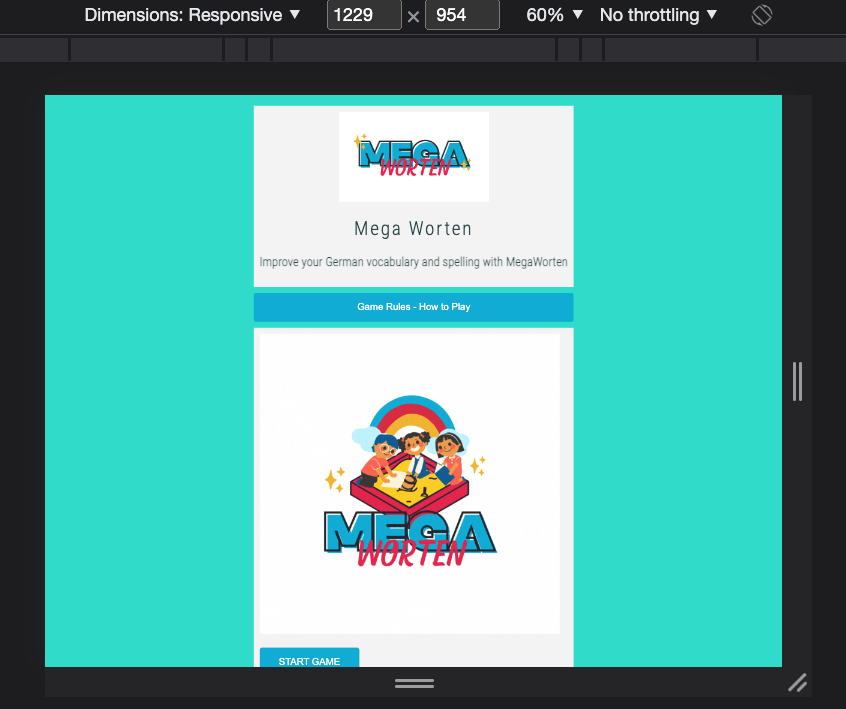 Dimensions: Responsive ▼ 1229 × 954 60% ▼ No throttling ▼
MEGA
WORTEN
Mega Worten
Improve your German vocabulary and spelling with MegaWorten
Game Rules - How to Play
MEGA
WORTEN
START GAME